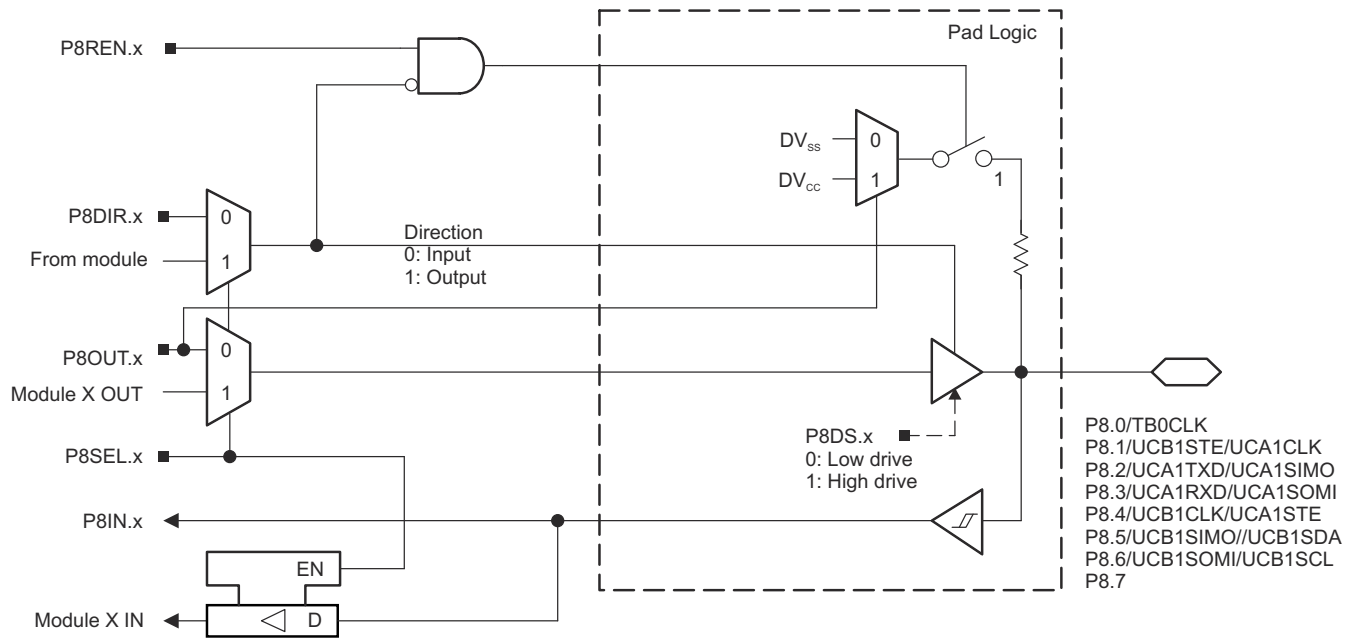 Pad Logic
P8REN.x
DVSS
0
DVCC
1
1
P8DIR.x
0
From module
1
Direction
0: Input
1: Output
P8OUT.x
0
Module X OUT
1
P8SEL.x
P8DS.x
0: Low drive
1: High drive
P8.0/TB0CLK
P8.1/UCB1STE/UCA1CLK
P8.2/UCA1TXD/UCA1SIMO
P8.3/UCA1RXD/UCA1SOMI
P8.4/UCB1CLK/UCA1STE
P8.5/UCB1SIMO//UCB1SDA
P8.6/UCB1SOMI/UCB1SCL
P8.7
P8IN.x
EN
Module X IN
D